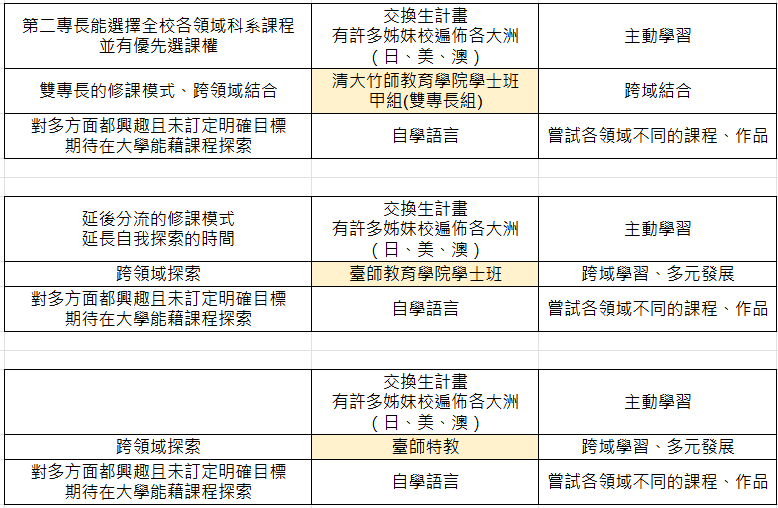 第二專長能選擇全校各領域科系課程
並有優先選課權
交換生計畫
有許多姊妹校遍佈各大洲
（日、美、澳）
主動學習
雙專長的修課模式、跨領域結合
清大竹師教育學院學士班
甲組(雙專長組)
跨域結合
對多方面都興趣且未訂定明確目標
期待在大學能藉課程探索
自學語言
嘗試各領域不同的課程、作品
延後分流的修課模式
延長自我探索的時間
交換生計畫
有許多姊妹校遍佈各大洲
（日、美、澳）
主動學習
跨領域探索
臺師教育學院學士班
跨域學習、多元發展
對多方面都興趣且未訂定明確目標
期待在大學能藉課程探索
自學語言
嘗試各領域不同的課程、作品
交換生計畫
有許多姊妹校遍佈各大洲
（日、美、澳）
主動學習
跨領域探索
臺師特教
跨域學習、多元發展
對多方面都興趣且未訂定明確目標
期待在大學能藉課程探索
自學語言
嘗試各領域不同的課程、作品